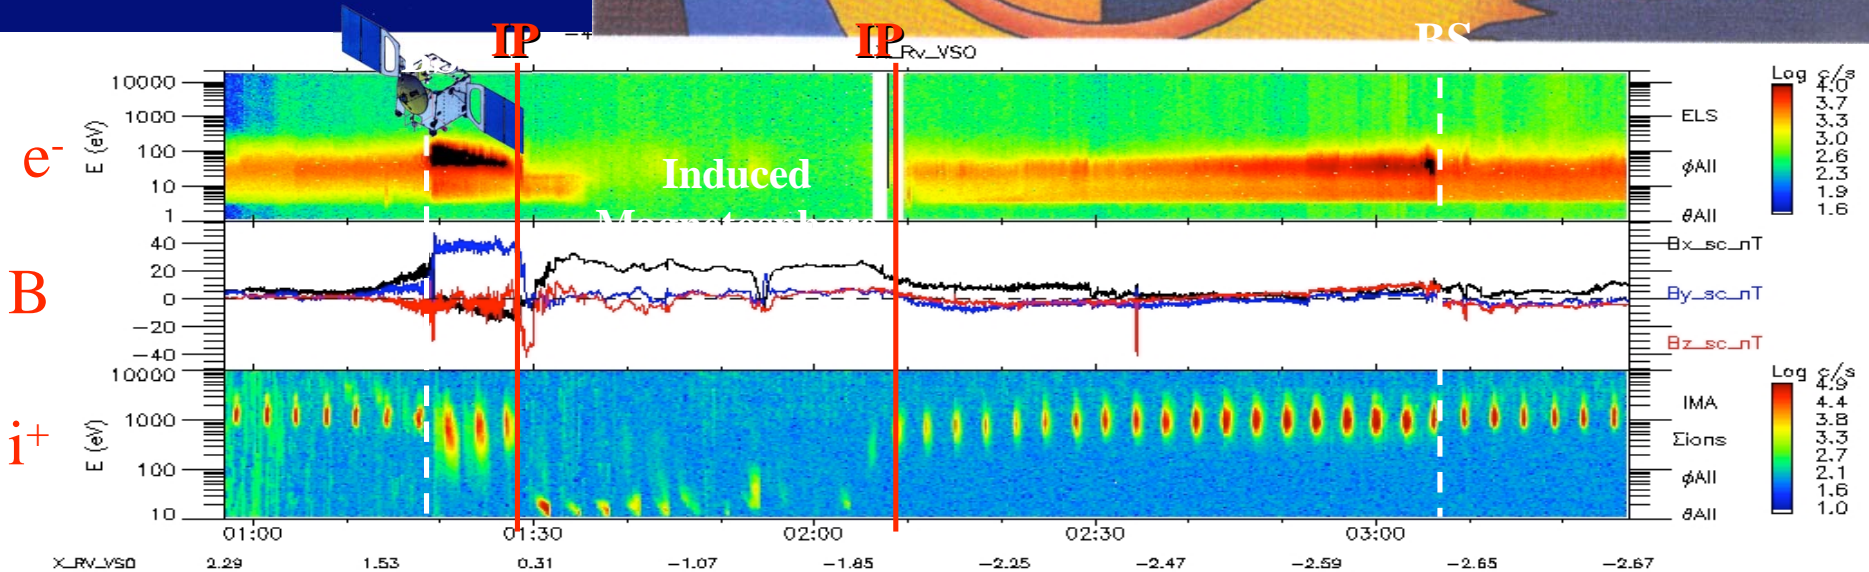 IP
IP
BS
-4
X_Rv_VSO
Log c/s
10000
1000
100
10
1
E (eV)
e-
Induced
Magnetosphere
ELS
φAll
θAll
4.0
3.7
3.3
3.0
2.6
2.3
1.9
1.6
B
40
20
0
-20
-40
Bx_sc_nT
By_sc_nT
Bz_sc_nT
i+
10000
1000
100
10
E (eV)
IMA
Σions
φAll
θAll
Log c/s
4.9
4.4
3.8
3.3
2.7
2.1
1.6
1.0
01:00 01:30 02:00 02:30 03:00
X_RV_VSO 2.29 1.53 0.31 -1.07 -1.85 -2.25 -2.47 -2.59 -2.65 -2.67